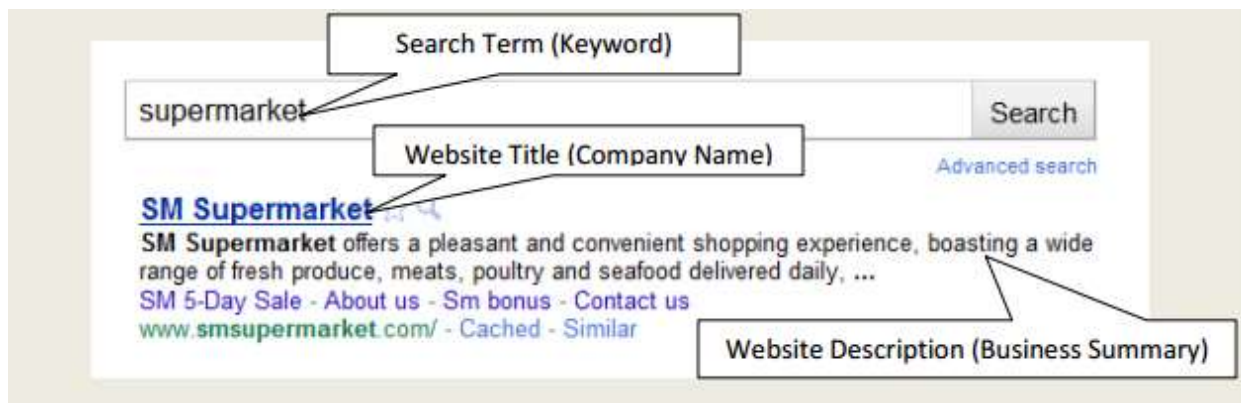 Search Term (Keyword)
supermarket
Search
Website Title (Company Name)
Advanced search
SM Supermarket
SM Supermarket offers a pleasant and convenient shopping experience, boasting a wide
range of fresh produce, meats, poultry and seafood delivered daily, ...
SM 5-Day Sale - About us - Sm bonus - Contact us
www.smsupermarket.com/ - Cached - Similar
Website Description (Business Summary)